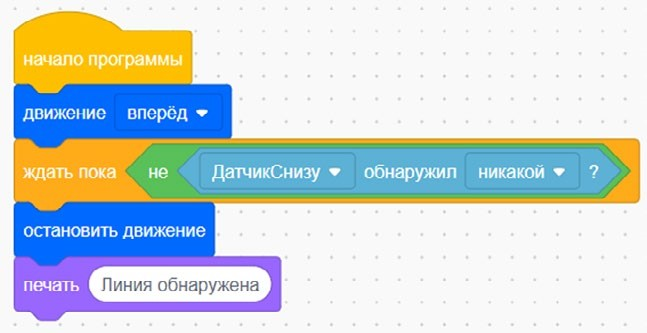 начало программы
движение вперёд
ждать пока не ДатчикСнизу обнаружил никакой ?
остановить движение
печать Линия обнаружена